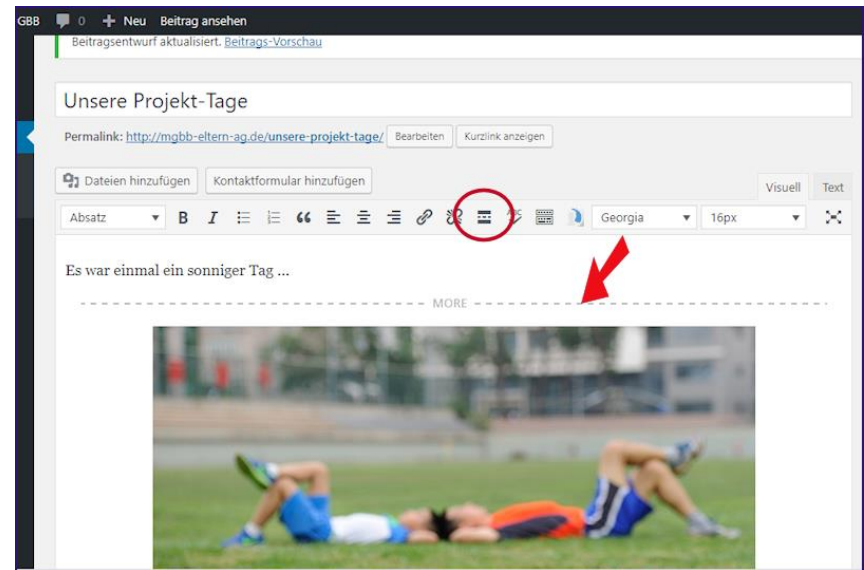 GBB 0 + Neu Beitrag ansehen
Beitragsentwurf aktualisiert. Beitrags-Vorschau
Unsere Projekt-Tage
Permalink: http://mgbb-eltern-ag.de/unsere-projekt-tage/ Bearbeiten Kurzlink anzeigen
Dateien hinzufügen Kontaktformular hinzufügen
Visuell Text
Absatz B I Georgia 16px
Es war einmal ein sonniger Tag ...
MORE